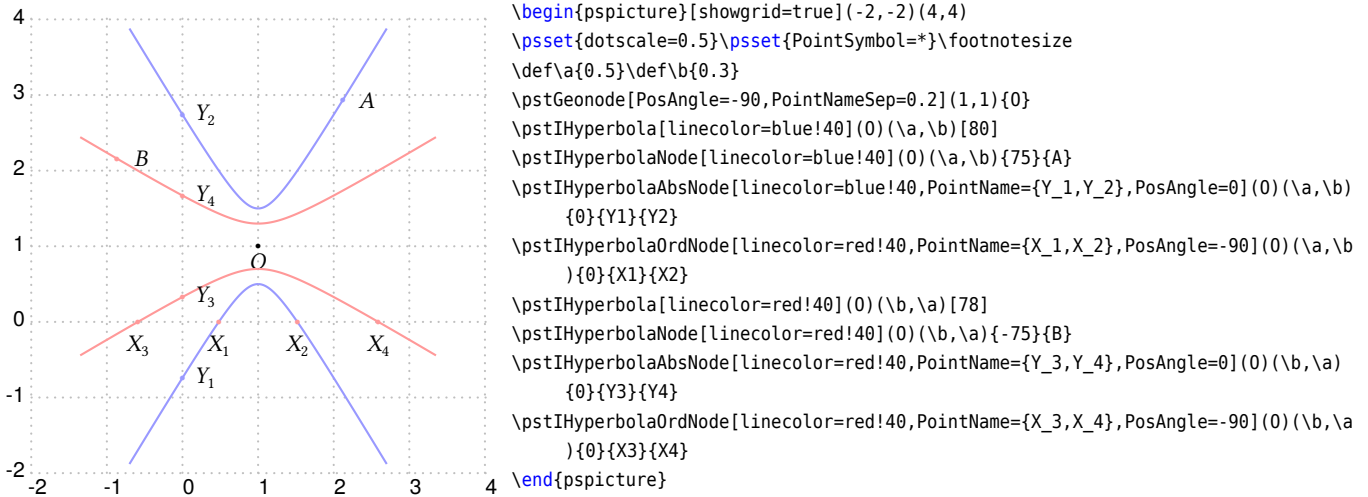 4
3
2
1
0
-1
-2
-2 -1 0 1 2 3 4
Y2 A
B
Y4
O
Y3
X3 X1 X2 X4
Y1
\begin{pspicture}[showgrid=true](-2,-2)(4,4)
\psset{dotscale=0.5}\psset{PointSymbol=*}\footnotesize
\def\a{0.5}\def\b{0.3}
\pstGeonode[PosAngle=-90,PointNameSep=0.2](1,1){O}
\pstIHyperbola[linecolor=blue!40](O)(\a,\b)[80]
\pstIHyperbolaNode[linecolor=blue!40](O)(\a,\b){75}{A}
\pstIHyperbolaAbsNode[linecolor=blue!40,PointName={Y_1,Y_2},PosAngle=0](O)(\a,\b)
{0}{Y1}{Y2}
\pstIHyperbolaOrdNode[linecolor=red!40,PointName={X_1,X_2},PosAngle=-90](O)(\a,\b
){0}{X1}{X2}
\pstIHyperbola[linecolor=red!40](O)(\b,\a)[78]
\pstIHyperbolaNode[linecolor=red!40](O)(\b,\a){-75}{B}
\pstIHyperbolaAbsNode[linecolor=red!40,PointName={Y_3,Y_4},PosAngle=0](O)(\b,\a)
{0}{Y3}{Y4}
\pstIHyperbolaOrdNode[linecolor=red!40,PointName={X_3,X_4},PosAngle=-90](O)(\b,\a
){0}{X3}{X4}
\end{pspicture}